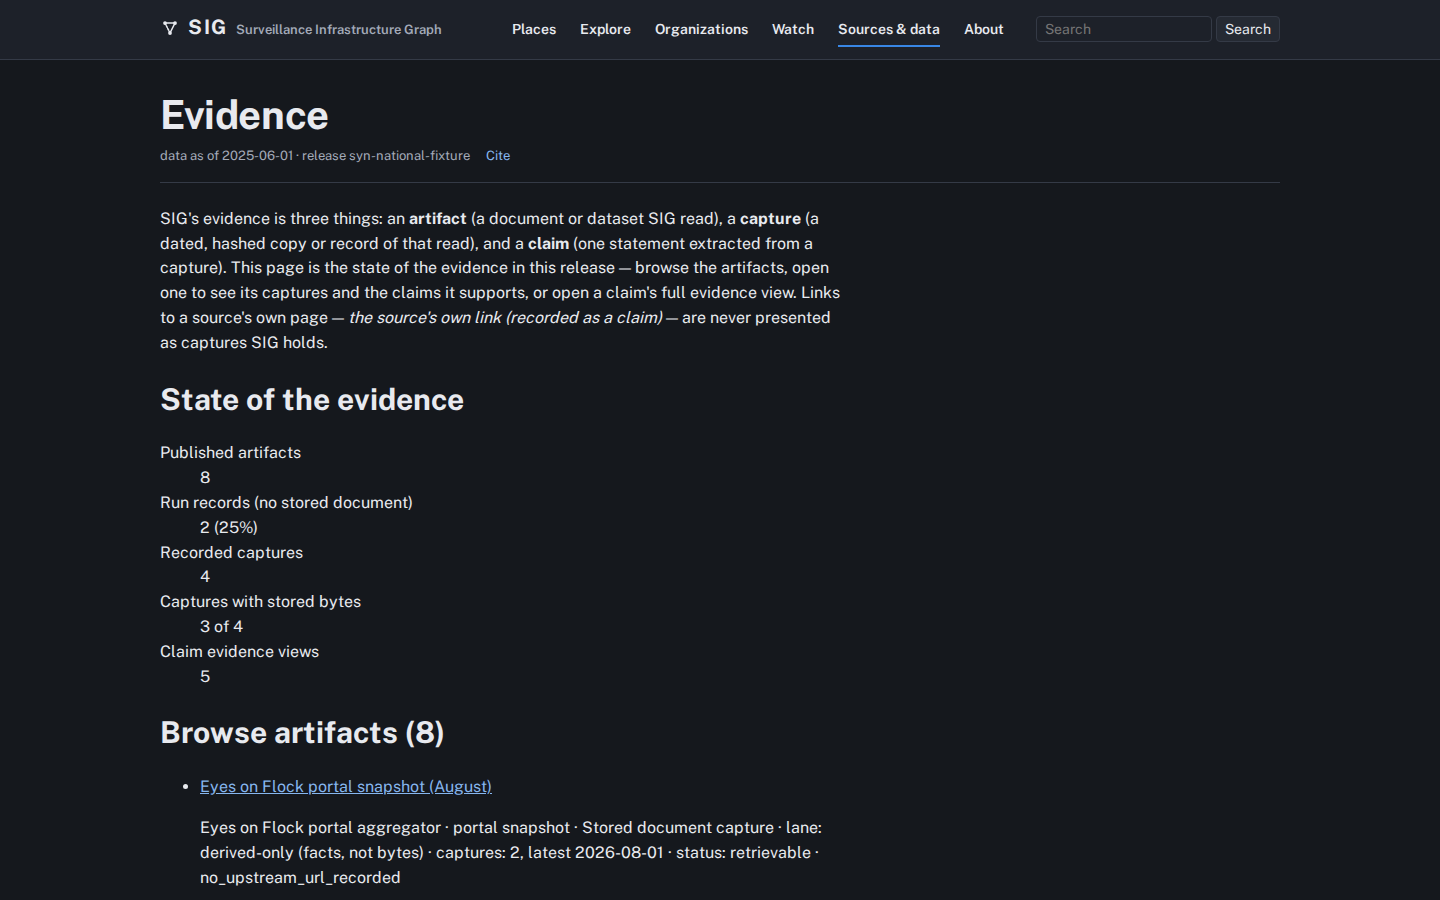 SIG Surveillance Infrastructure Graph Places Explore Organizations Watch Sources & data About Search Search
Evidence
data as of 2025-06-01 · release syn-national-fixture Cite
SIG's evidence is three things: an artifact (a document or dataset SIG read), a capture (a
dated, hashed copy or record of that read), and a claim (one statement extracted from a
capture). This page is the state of the evidence in this release — browse the artifacts, open
one to see its captures and the claims it supports, or open a claim's full evidence view. Links
to a source's own page — the source's own link (recorded as a claim) — are never presented
as captures SIG holds.
State of the evidence
Published artifacts
8
Run records (no stored document)
2 (25%)
Recorded captures
4
Captures with stored bytes
3 of 4
Claim evidence views
5
Browse artifacts (8)
• Eyes on Flock portal snapshot (August)
Eyes on Flock portal aggregator · portal snapshot · Stored document capture · lane:
derived-only (facts, not bytes) · captures: 2, latest 2026-08-01 · status: retrievable ·
no_upstream_url_recorded